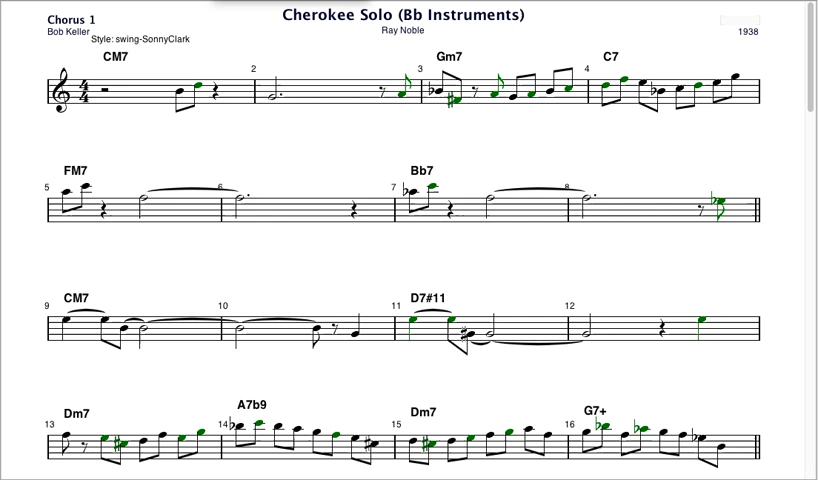 Cherokee Solo (Bb Instruments)
Chorus 1
Bob Keller
Ray Noble
1938
Style: swing-SonnyClark
CM7 Gm7 C7
2 3 4
4
4
FM7 Bb7
5 6 7 8
CM7 D7#11
9 10 11 12
Dm7 A7b9 Dm7 G7+
13 14 15 16